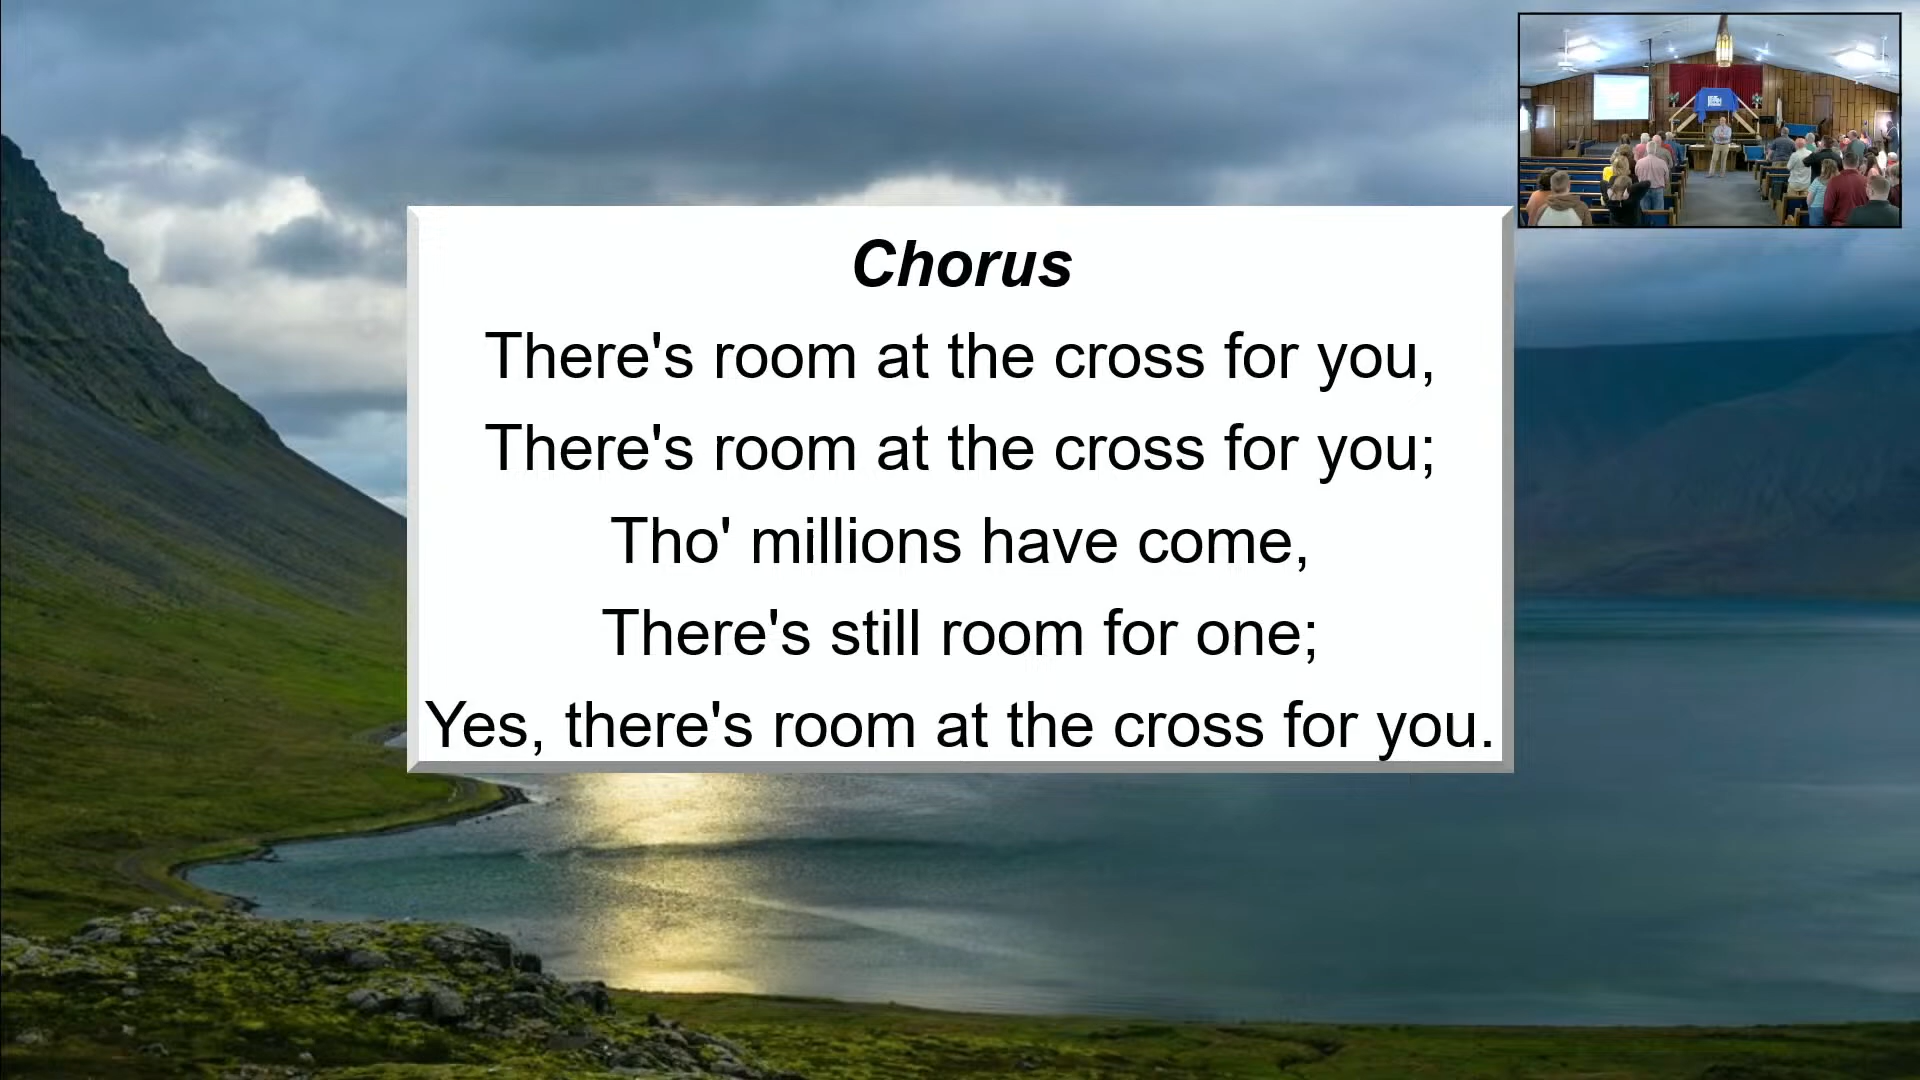 Chorus
There's room at the cross for you,
There's room at the cross for you;
Tho' millions have come,
There's still room for one;
Yes, there's room at the cross for you.